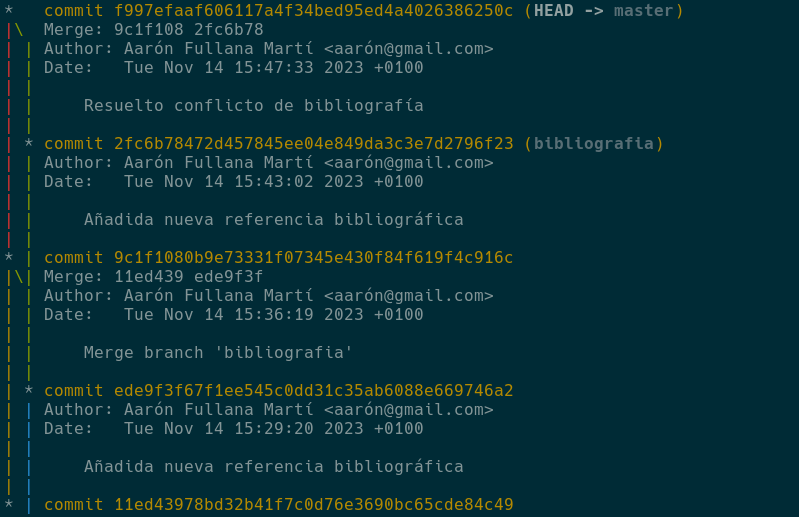 *   commit f997efaaf606117a4f34bed95ed4a4026386250c (HEAD -> master)
|\  Merge: 9c1f108 2fc6b78
| | Author: Aarón Fullana Martí <aarón@gmail.com>
| | Date:   Tue Nov 14 15:47:33 2023 +0100
| |
| |     Resuelto conflicto de bibliografía
| |
| * commit 2fc6b78472d457845ee04e849da3c3e7d2796f23 (bibliografia)
| | Author: Aarón Fullana Martí <aarón@gmail.com>
| | Date:   Tue Nov 14 15:43:02 2023 +0100
| |
| |     Añadida nueva referencia bibliográfica
| |
* | commit 9c1f1080b9e73331f07345e430f84f619f4c916c
|\| Merge: 11ed439 ede9f3f
| | Author: Aarón Fullana Martí <aarón@gmail.com>
| | Date:   Tue Nov 14 15:36:19 2023 +0100
| |
| |     Merge branch 'bibliografia'
| |
| * commit ede9f3f67f1ee545c0dd31c35ab6088e669746a2
| | Author: Aarón Fullana Martí <aarón@gmail.com>
| | Date:   Tue Nov 14 15:29:20 2023 +0100
| |
| |     Añadida nueva referencia bibliográfica
| |
* | commit 11ed43978bd32b41f7c0d76e3690bc65cde84c49